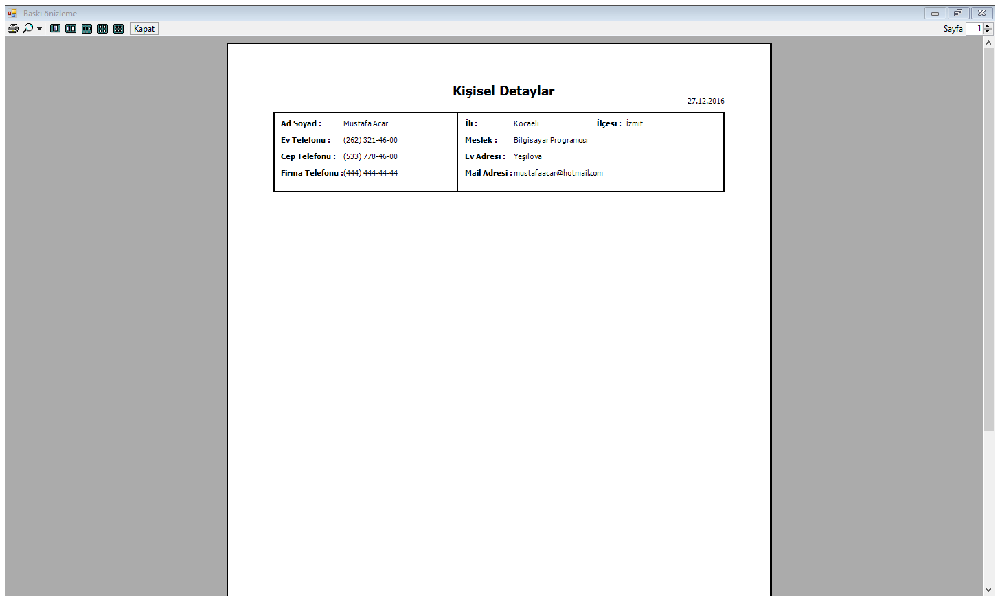 Baskı önizleme
Kapat
Sayfa 1
Kişisel Detaylar
27.12.2016
Ad Soyad : Mustafa Acar
Ev Telefonu : (262) 321-46-00
Cep Telefonu : (533) 778-46-00
Firma Telefonu : (444) 444-44-44
İli : Kocaeli İlçesi : İzmit
Meslek : Bilgisayar Programcısı
Ev Adresi : Yeşilova
Mail Adresi : mustafaacar@hotmail.com